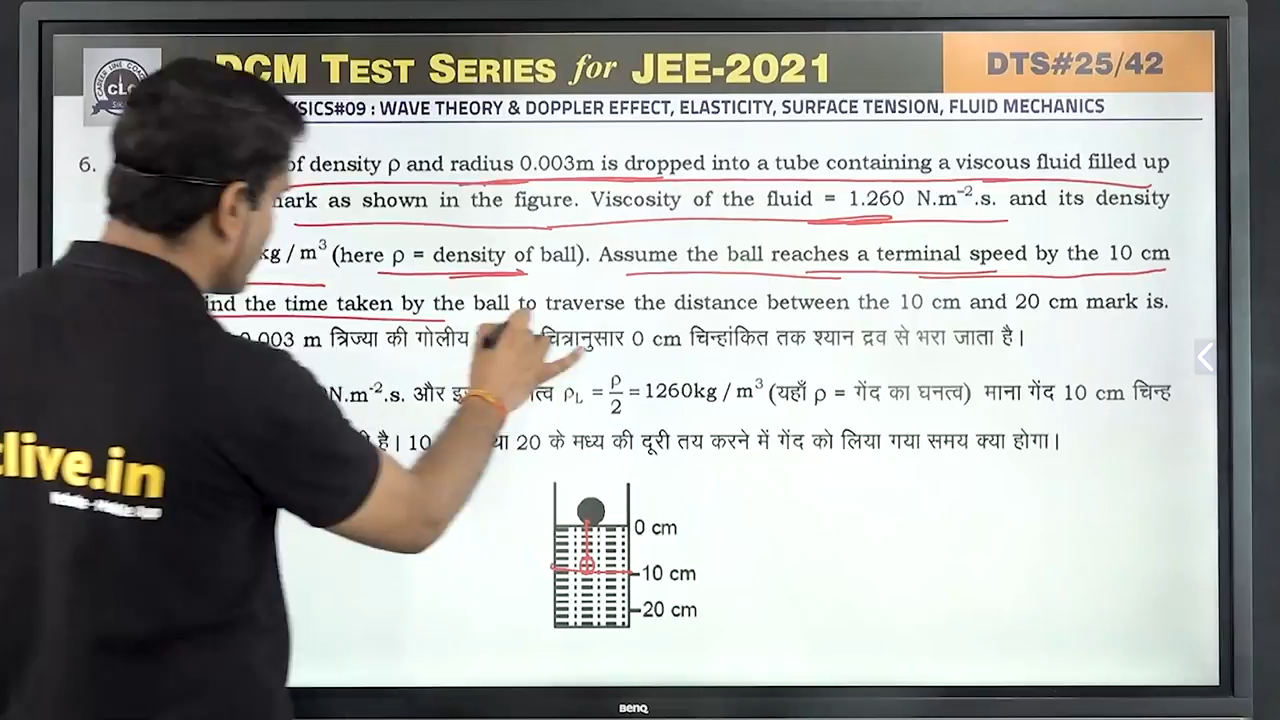 DCM TEST SERIES for JEE-2021
DTS#25/42
CLC
: WAVE THEORY & DOPPLER EFFECT, ELASTICITY, SURFACE TENSION, FLUID MECHANICS
6.
of density ρ and radius 0.003m is dropped into a tube containing a viscous fluid filled up
as shown in the figure. Viscosity of the fluid = 1.260 N.m⁻².s. and its density
kg / m³ (here ρ = density of ball). Assume the ball reaches a terminal speed by the 10 cm
the time taken by the ball to traverse the distance between the 10 cm and 20 cm mark is.
0.003 m त्रिज्या की गोलीय चित्रानुसार 0 cm चिन्हांकित तक श्यान द्रव से भरा जाता है।
N.m⁻².s. और ρL = ρ/2 = 1260kg / m³ (यहाँ ρ = गेंद का घनत्व) माना गेंद 10 cm चिन्ह
है। 10 20 के मध्य की दूरी तय करने में गेंद को लिया गया समय क्या होगा।
0 cm
10 cm
20 cm
clive.in
BenQ